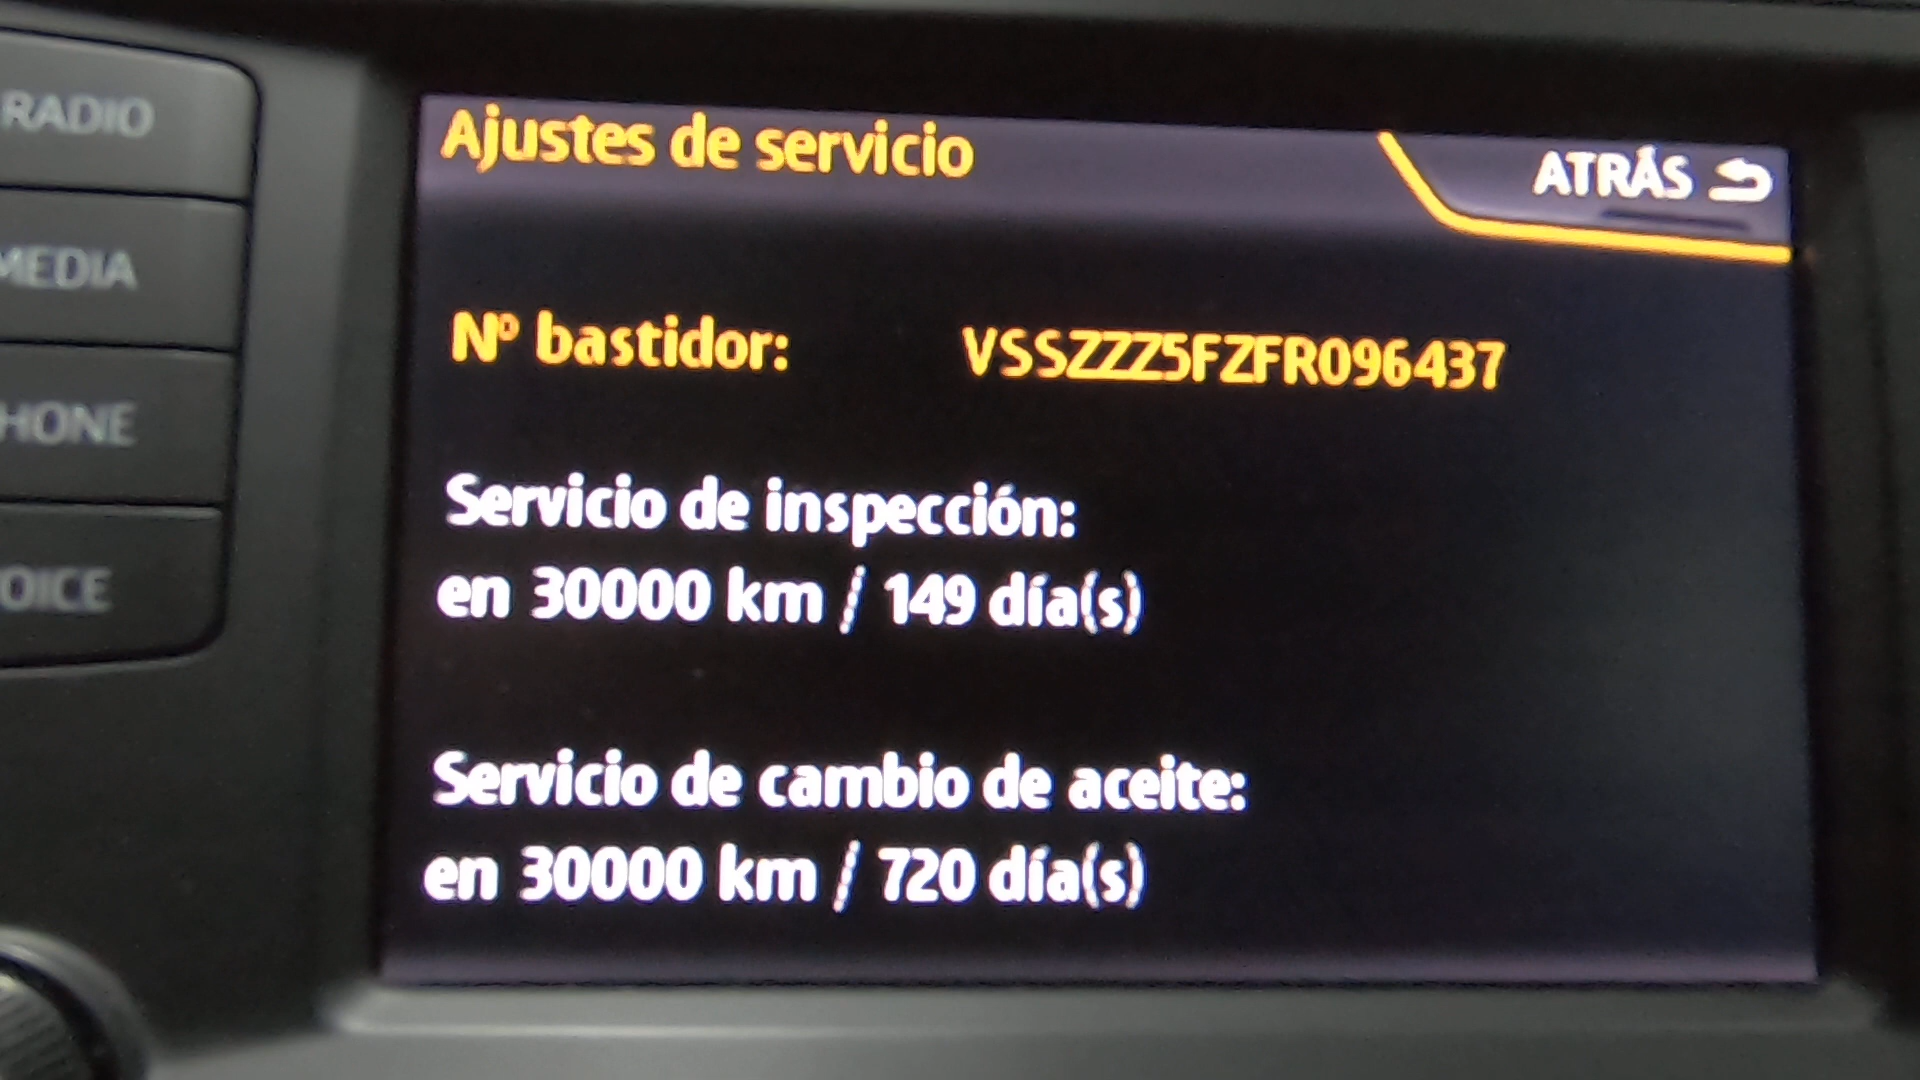 RADIO
MEDIA
HONE
OICE
Ajustes de servicio
ATRÁS
Nº bastidor: VSSZZZ5FZFR096437
Servicio de inspección:
en 30000 km / 149 día(s)
Servicio de cambio de aceite:
en 30000 km / 720 día(s)